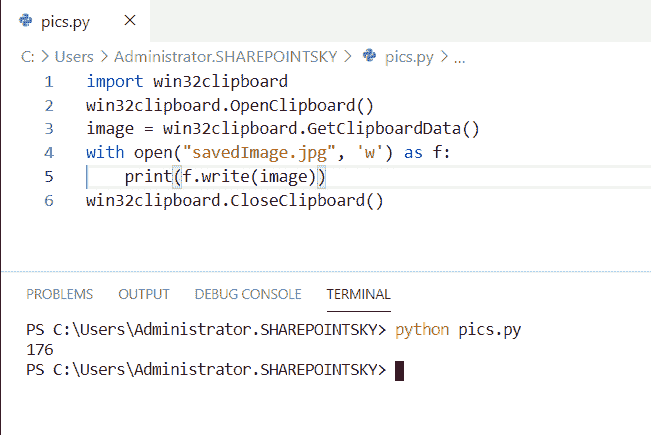 pics.py ×
C: > Users > Administrator.SHAREPOINTSKY > pics.py > ...
1 import win32clipboard
2 win32clipboard.OpenClipboard()
3 image = win32clipboard.GetClipboardData()
4 with open("savedImage.jpg", 'w') as f:
5     print(f.write(image))
6 win32clipboard.CloseClipboard()
PROBLEMS OUTPUT DEBUG CONSOLE TERMINAL
PS C:\Users\Administrator.SHAREPOINTSKY> python pics.py
176
PS C:\Users\Administrator.SHAREPOINTSKY>